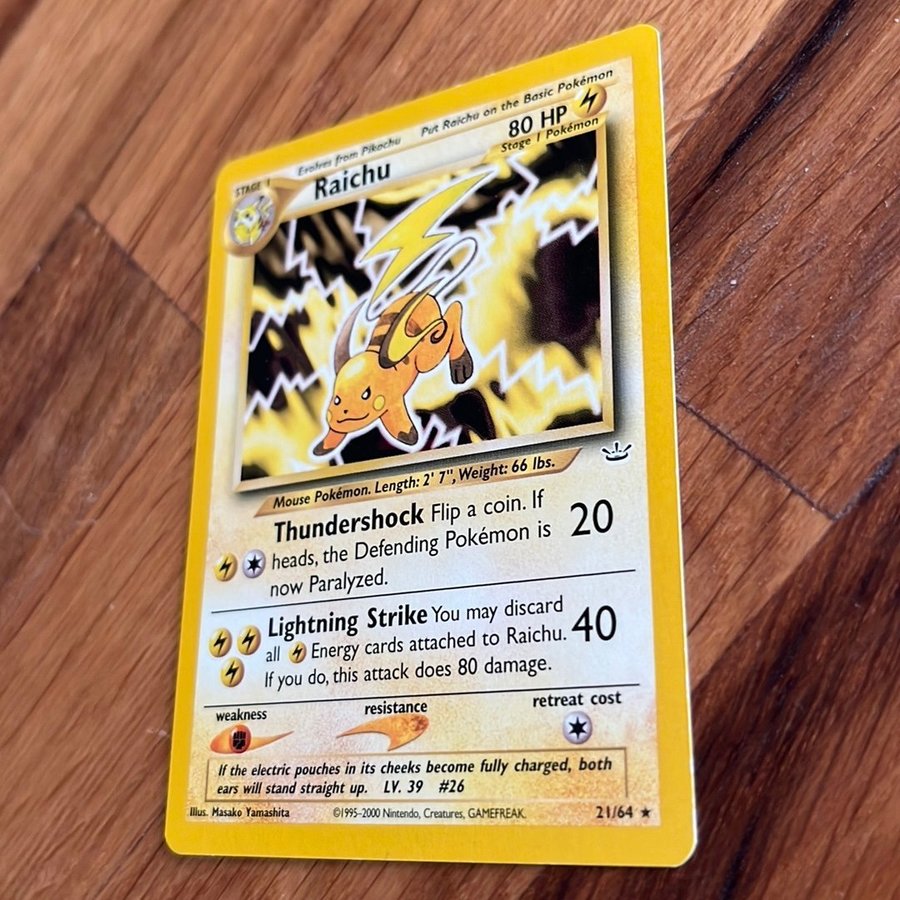 Evolves from Pikachu Put Raichu on the Basic Pokémon
STAGE 1 Raichu 80 HP
Stage 1 Pokémon
Mouse Pokémon. Length: 2' 7", Weight: 66 lbs.
Thundershock Flip a coin. If
heads, the Defending Pokémon is
now Paralyzed.
20
Lightning Strike You may discard
all Energy cards attached to Raichu.
If you do, this attack does 80 damage.
40
weakness resistance retreat cost
If the electric pouches in its cheeks become fully charged, both
ears will stand straight up. LV. 39 #26
Illus. Masako Yamashita ©1995-2000 Nintendo, Creatures, GAMEFREAK. 21/64 ★